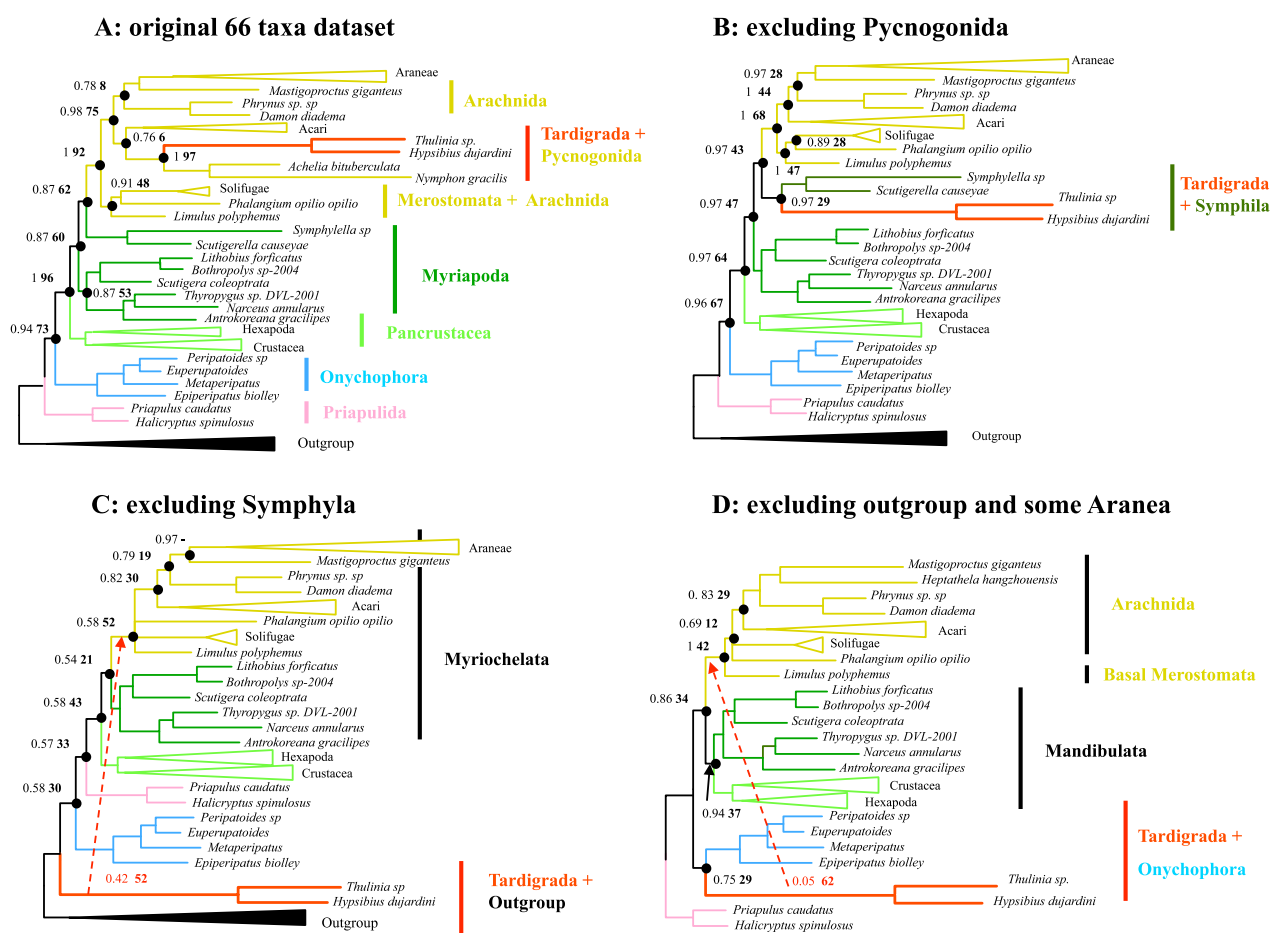 A: original 66 taxa dataset
Araneae
0.78 8
Mastigoproctus giganteus
Phrynus sp. sp
Arachnida
0.98 75
Damon diadema
Acari
0.76 6
Thulinia sp.
Tardigrada +
Hypsibius dujardini
Pycnogonida
1 92
1 97
Achelia bituberculata
Nymphon gracilis
0.87 62
0.91 48
Solifugae
Phalangium opilio opilio
Merostomata + Arachnida
Limulus polyphemus
0.87 60
Symphylella sp
Scutigerella causeyae
Lithobius forficatus
Bothropolys sp-2004
1 96
Scutigera coleoptrata
Myriapoda
0.87 53
Thyropygus sp. DVL-2001
Narceus annularus
Antrokoreana gracilipes
0.94 73
Hexapoda
Pancrustacea
Crustacea
Peripatoides sp
Euperupatoides
Onychophora
Metaperipatus
Epiperipatus biolley
Priapulus caudatus
Priapulida
Halicryptus spinulosus
Outgroup
B: excluding Pycnogonida
Araneae
0.97 28
Mastigoproctus giganteus
1 44
Phrynus sp. sp
Damon diadema
1 68
Acari
Solifugae
0.89 28
0.97 43
Phalangium opilio opilio
Limulus polyphemus
1 47
Symphylella sp
Tardigrada
+ Symphila
Scutigerella causeyae
0.97 29
Thulinia sp
0.97 47
Hypsibius dujardini
Lithobius forficatus
Bothropolys sp-2004
0.97 64
Scutigera coleoptrata
Thyropygus sp. DVL-2001
Narceus annularus
0.96 67
Antrokoreana gracilipes
Hexapoda
Crustacea
Peripatoides sp
Euperupatoides
Metaperipatus
Epiperipatus biolley
Priapulus caudatus
Halicryptus spinulosus
Outgroup
C: excluding Symphyla
0.97 -
Araneae
0.79 19
Mastigoproctus giganteus
0.82 30
Phrynus sp. sp
Damon diadema
Acari
0.58 52
Phalangium opilio opilio
Solifugae
Limulus polyphemus
Myriochelata
0.54 21
Lithobius forficatus
Bothropolys sp-2004
0.58 43
Scutigera coleoptrata
Thyropygus sp. DVL-2001
Narceus annularus
0.57 33
Antrokoreana gracilipes
Hexapoda
Crustacea
0.58 30
Priapulus caudatus
Halicryptus spinulosus
Peripatoides sp
Euperupatoides
Metaperipatus
Epiperipatus biolley
0.42 52
Thulinia sp
Tardigrada +
Hypsibius dujardini
Outgroup
Outgroup
D: excluding outgroup and some Aranea
Mastigoproctus giganteus
Heptathela hangzhouensis
0. 83 29
Phrynus sp. sp
Arachnida
Damon diadema
0.69 12
Acari
1 42
Solifugae
Phalangium opilio opilio
Limulus polyphemus
Basal Merostomata
0.86 34
Lithobius forficatus
Bothropolys sp-2004
Scutigera coleoptrata
Thyropygus sp. DVL-2001
Mandibulata
Narceus annularus
Antrokoreana gracilipes
Crustacea
Hexapoda
0.94 37
Peripatoides sp
Euperupatoides
Tardigrada +
Metaperipatus
Epiperipatus biolley
Onychophora
0.75 29
0.05 62
Thulinia sp.
Hypsibius dujardini
Priapulus caudatus
Halicryptus spinulosus